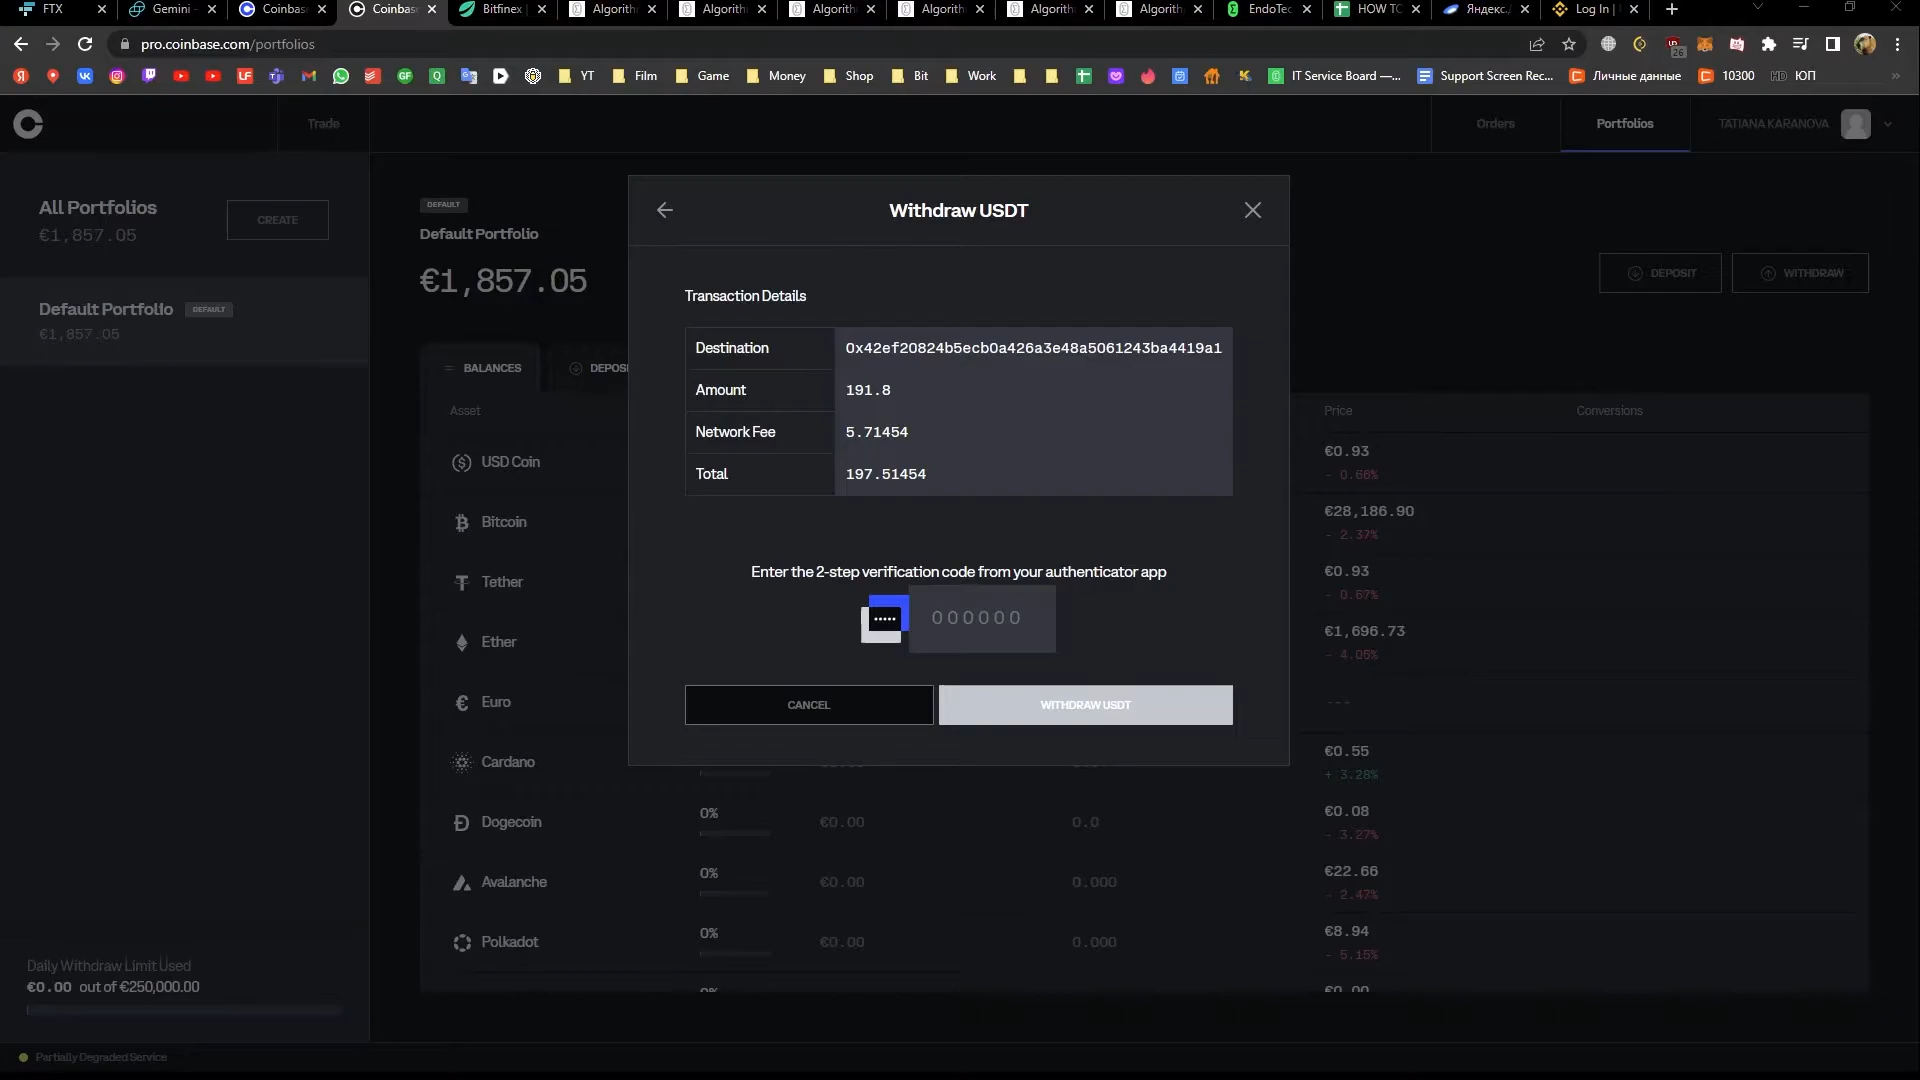 FTX
Gemini -
Coinbas
Coinbas
Bitfinex |
Algorith
Algorith
Algorith
Algorith
Algorith
Algorith
EndoTec
HOW TO
Яндекс.
Log In |
pro.coinbase.com/portfolios
26
YT
Film
Game
Money
Shop
Bit
Work
IT Service Board —...
Support Screen Rec...
Личные данные
10300
HD ЮП
»
Trade
Orders
Portfolios
TATIANA KARANOVA
All Portfolios
€1,857.05
CREATE
Default Portfolio DEFAULT
€1,857.05
DEFAULT
Default Portfolio
€1,857.05
DEPOSIT
WITHDRAW
BALANCES
DEPOS
Asset
Price
Conversions
Withdraw USDT
Transaction Details
Destination 0x42ef20824b5ecb0a426a3e48a5061243ba4419a1
Amount 191.8
Network Fee 5.71454
Total 197.51454
Enter the 2-step verification code from your authenticator app
000000
CANCEL
WITHDRAW USDT
USD Coin
€0.93
- 0.66%
Bitcoin
€28,186.90
- 2.37%
Tether
€0.93
- 0.67%
Ether
€1,696.73
- 4.05%
Euro
---
Cardano
€0.55
+ 3.28%
Dogecoin 0% €0.00 0.0 €0.08
- 3.27%
Avalanche 0% €0.00 0.000 €22.66
- 2.47%
Polkadot 0% €0.00 0.000 €8.94
- 5.15%
Daily Withdraw Limit Used
€0.00 out of €250,000.00
Partially Degraded Service